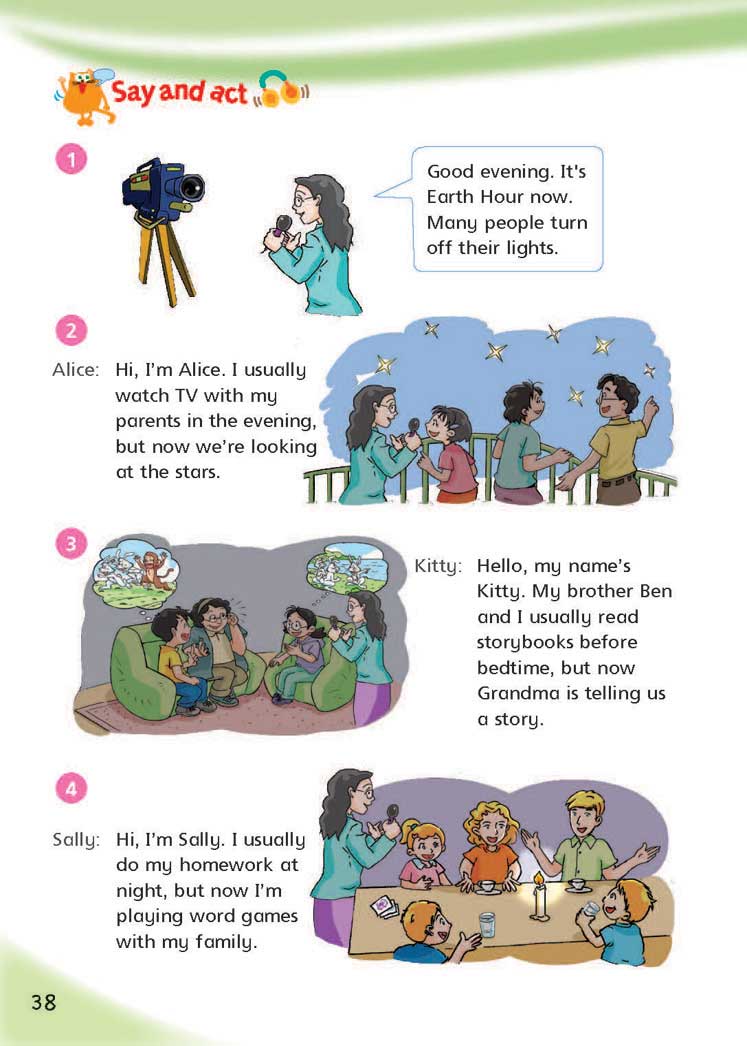 Say and act
1
Good evening. It's
Earth Hour now.
Many people turn
off their lights.
2
Alice: Hi, I'm Alice. I usually
watch TV with my
parents in the evening,
but now we're looking
at the stars.
3
Kitty: Hello, my name's
Kitty. My brother Ben
and I usually read
storybooks before
bedtime, but now
Grandma is telling us
a story.
4
Sally: Hi, I'm Sally. I usually
do my homework at
night, but now I'm
playing word games
with my family.
38